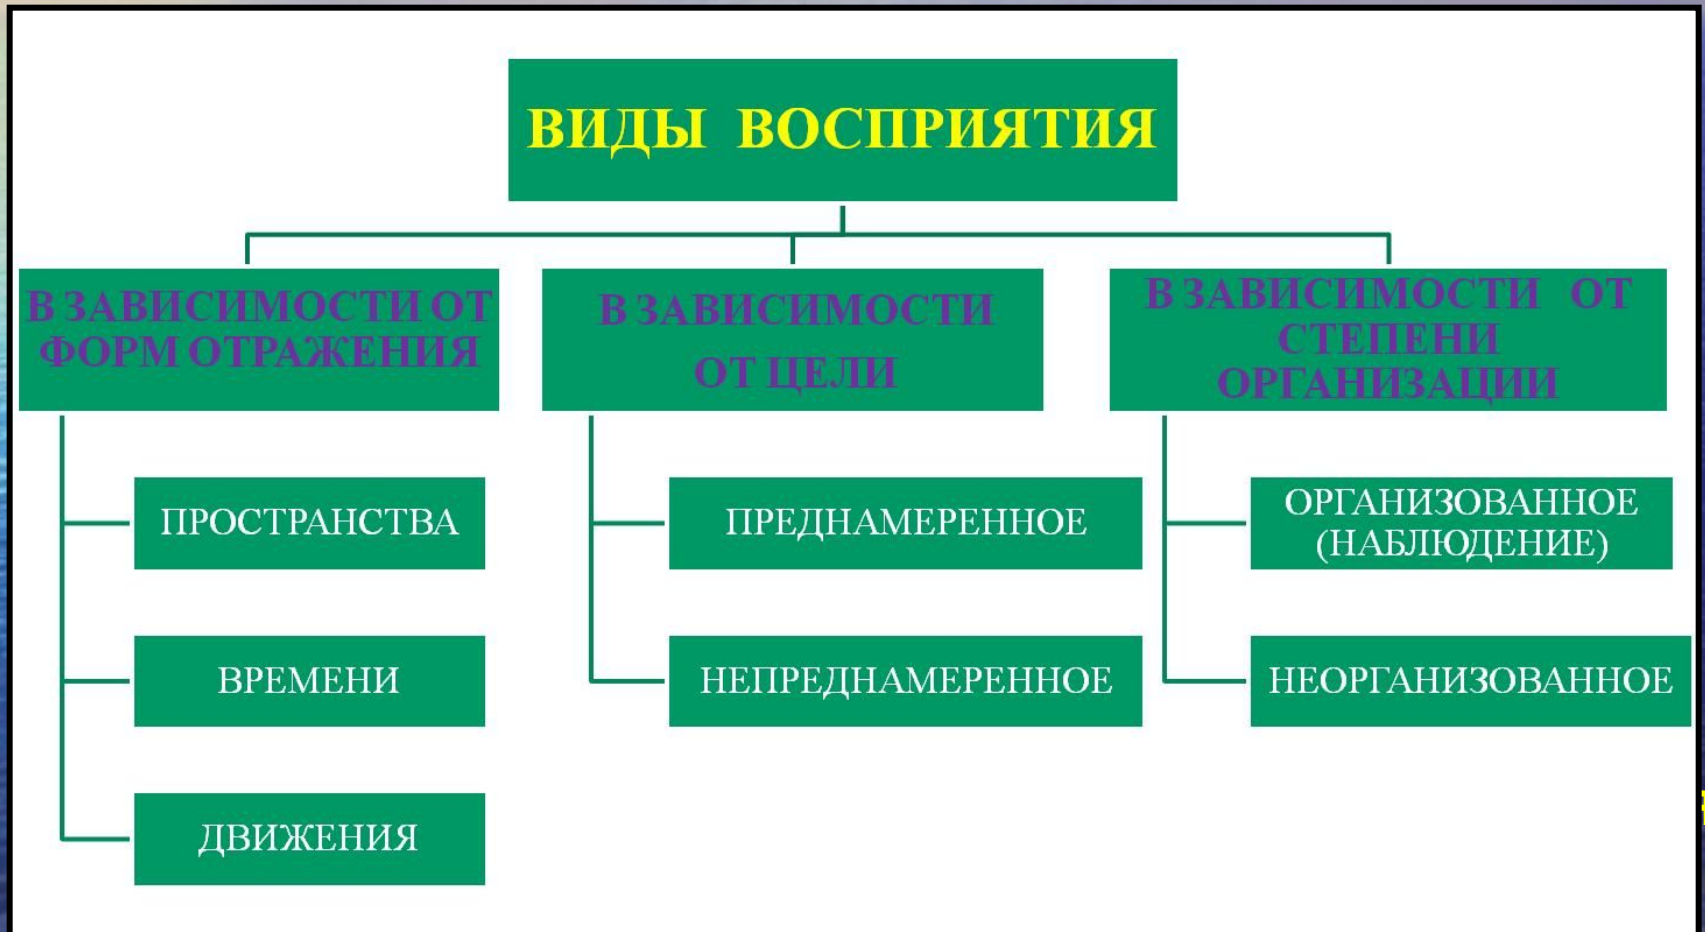 ВИДЫ ВОСПРИЯТИЯ
В ЗАВИСИМОСТИ ОТ
ФОРМ ОТРАЖЕНИЯ
ПРОСТРАНСТВА
ВРЕМЕНИ
ДВИЖЕНИЯ
В ЗАВИСИМОСТИ
ОТ ЦЕЛИ
ПРЕДНАМЕРЕННОЕ
НЕПРЕДНАМЕРЕННОЕ
В ЗАВИСИМОСТИ ОТ
СТЕПЕНИ
ОРГАНИЗАЦИИ
ОРГАНИЗОВАННОЕ
(НАБЛЮДЕНИЕ)
НЕОРГАНИЗОВАННОЕ